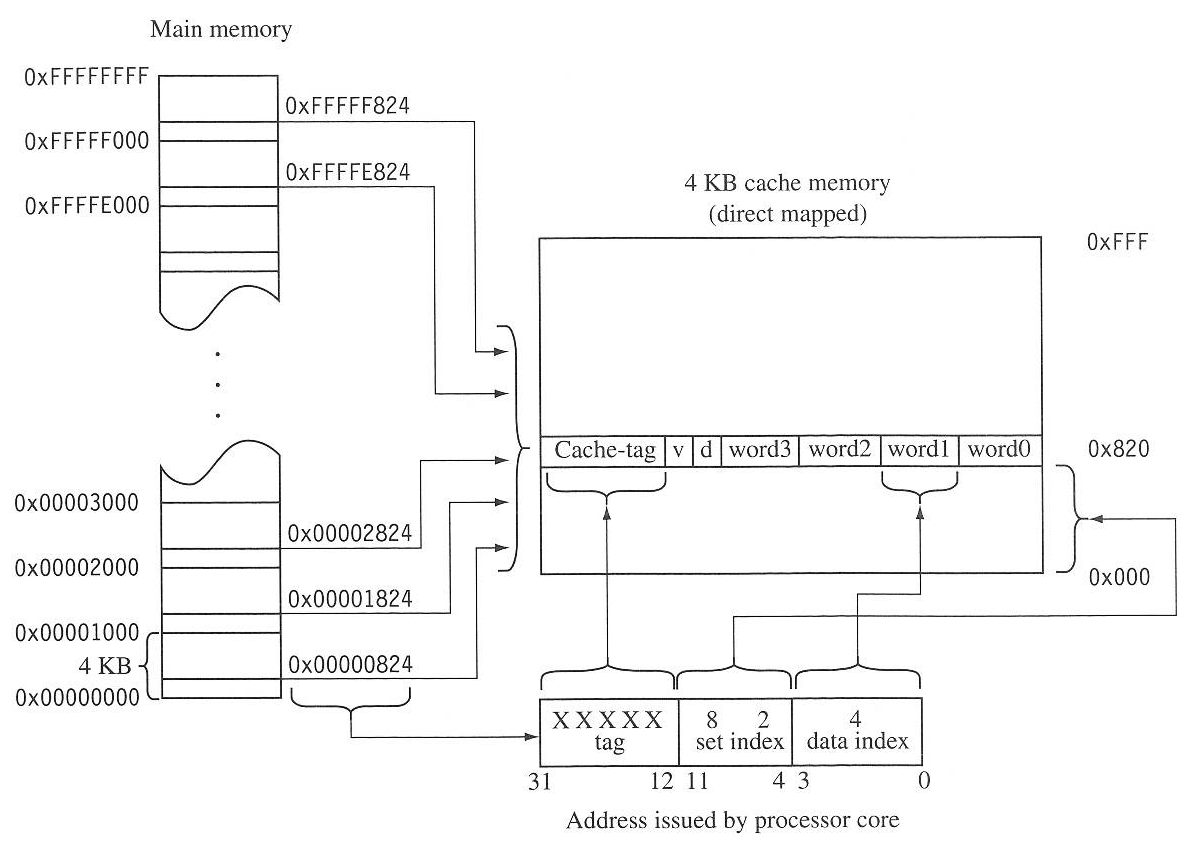 Main memory
0xFFFFFFFF
0xFFFFF824
0xFFFFF000
0xFFFFE824
0xFFFFE000
4 KB cache memory
(direct mapped)
0xFFF
Cache-tag v d word3 word2 word1 word0
0x820
0x00003000
0x00002824
0x00002000
0x00001824
0x00001000
4 KB
0x00000824
0x00000000
0x000
X X X X X 8 2 4
tag set index data index
31 12 11 4 3 0
Address issued by processor core